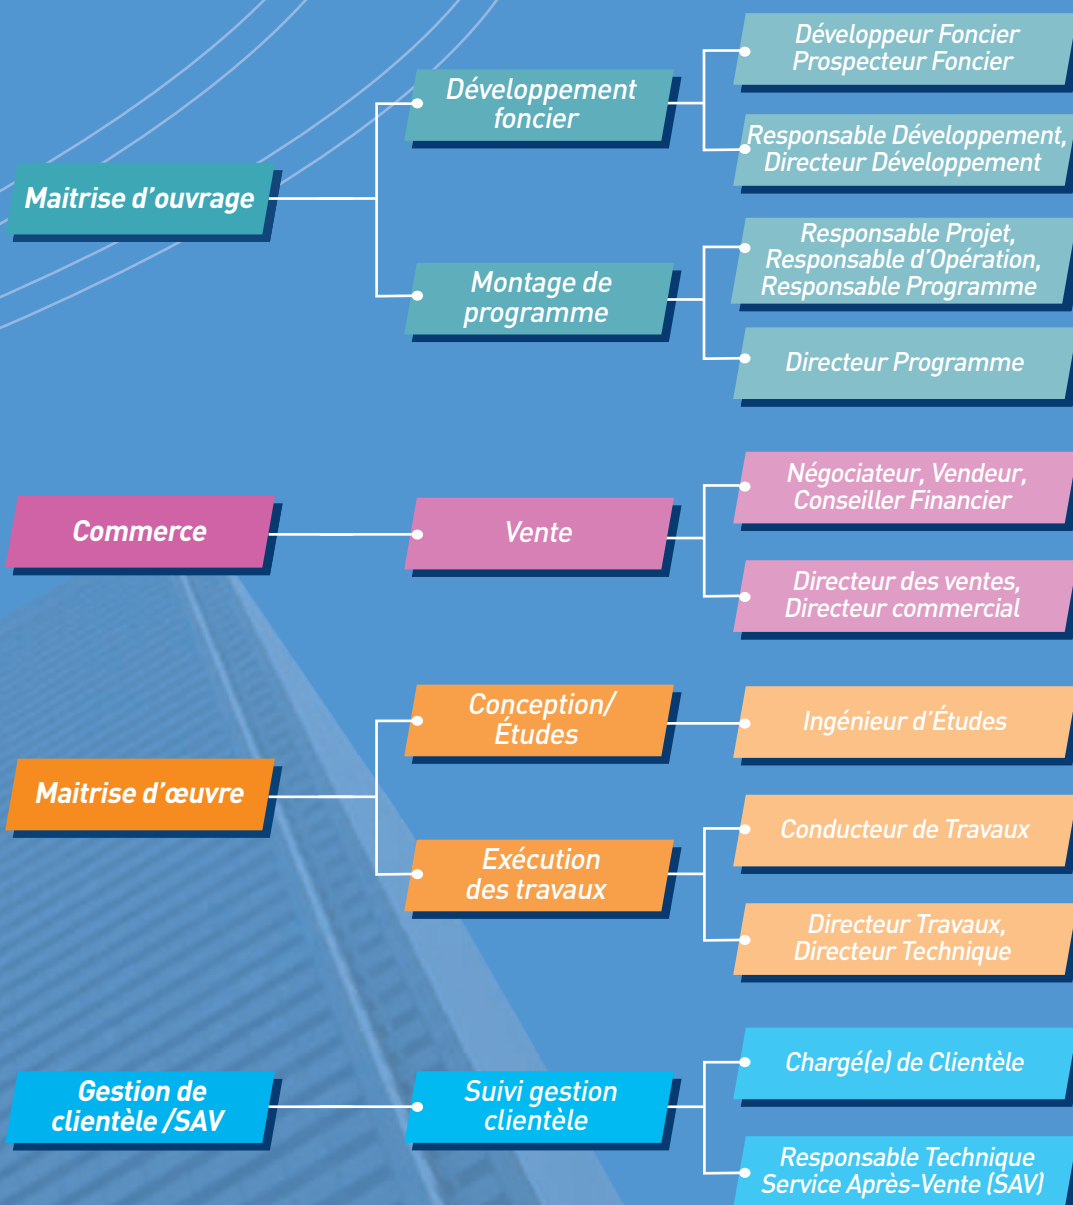 Maitrise d'ouvrage
Développement
foncier
Développeur Foncier
Prospecteur Foncier
Responsable Développement,
Directeur Développement
Montage de
programme
Responsable Projet,
Responsable d'Opération,
Responsable Programme
Directeur Programme
Commerce
Vente
Négociateur, Vendeur,
Conseiller Financier
Directeur des ventes,
Directeur commercial
Maitrise d'œuvre
Conception/
Études
Ingénieur d'Études
Exécution
des travaux
Conducteur de Travaux
Directeur Travaux,
Directeur Technique
Gestion de
clientèle /SAV
Suivi gestion
clientèle
Chargé(e) de Clientèle
Responsable Technique
Service Après-Vente (SAV)